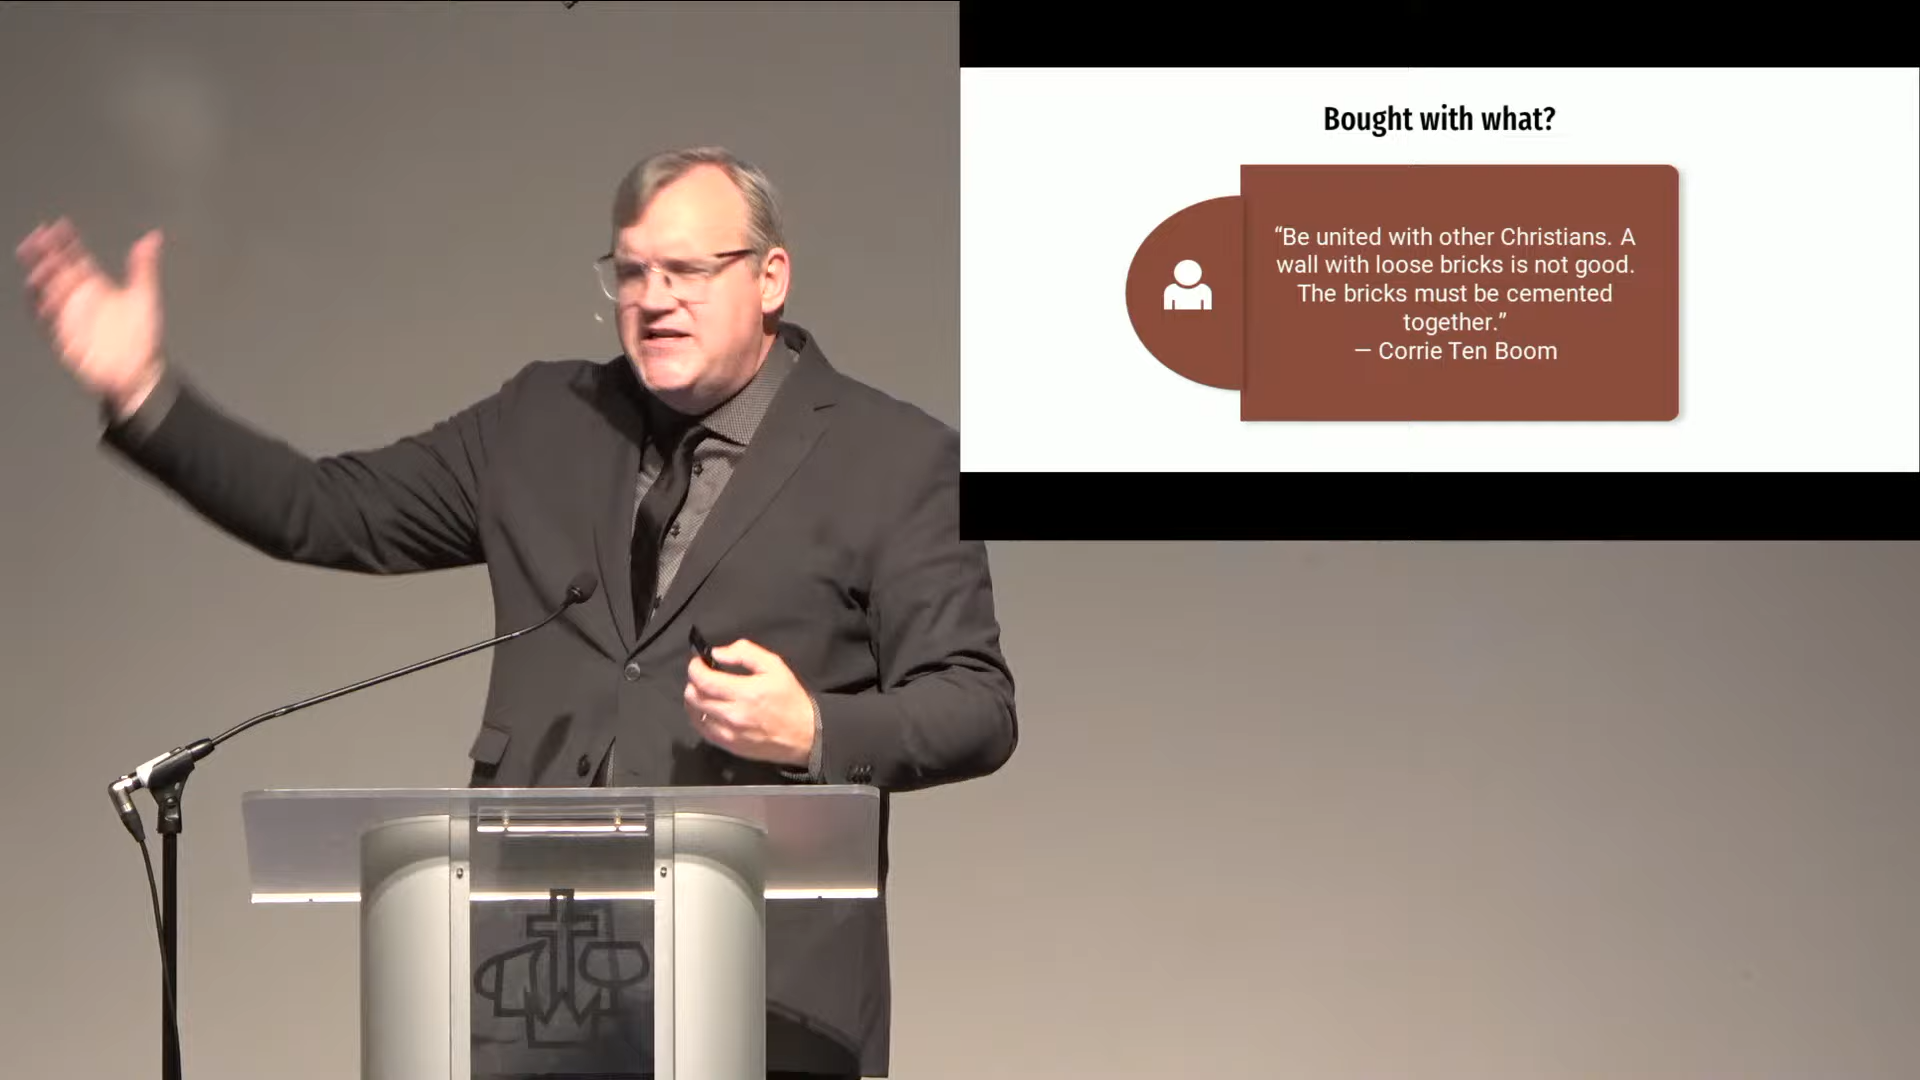 Bought with what?
“Be united with other Christians. A
wall with loose bricks is not good.
The bricks must be cemented
together.”
— Corrie Ten Boom